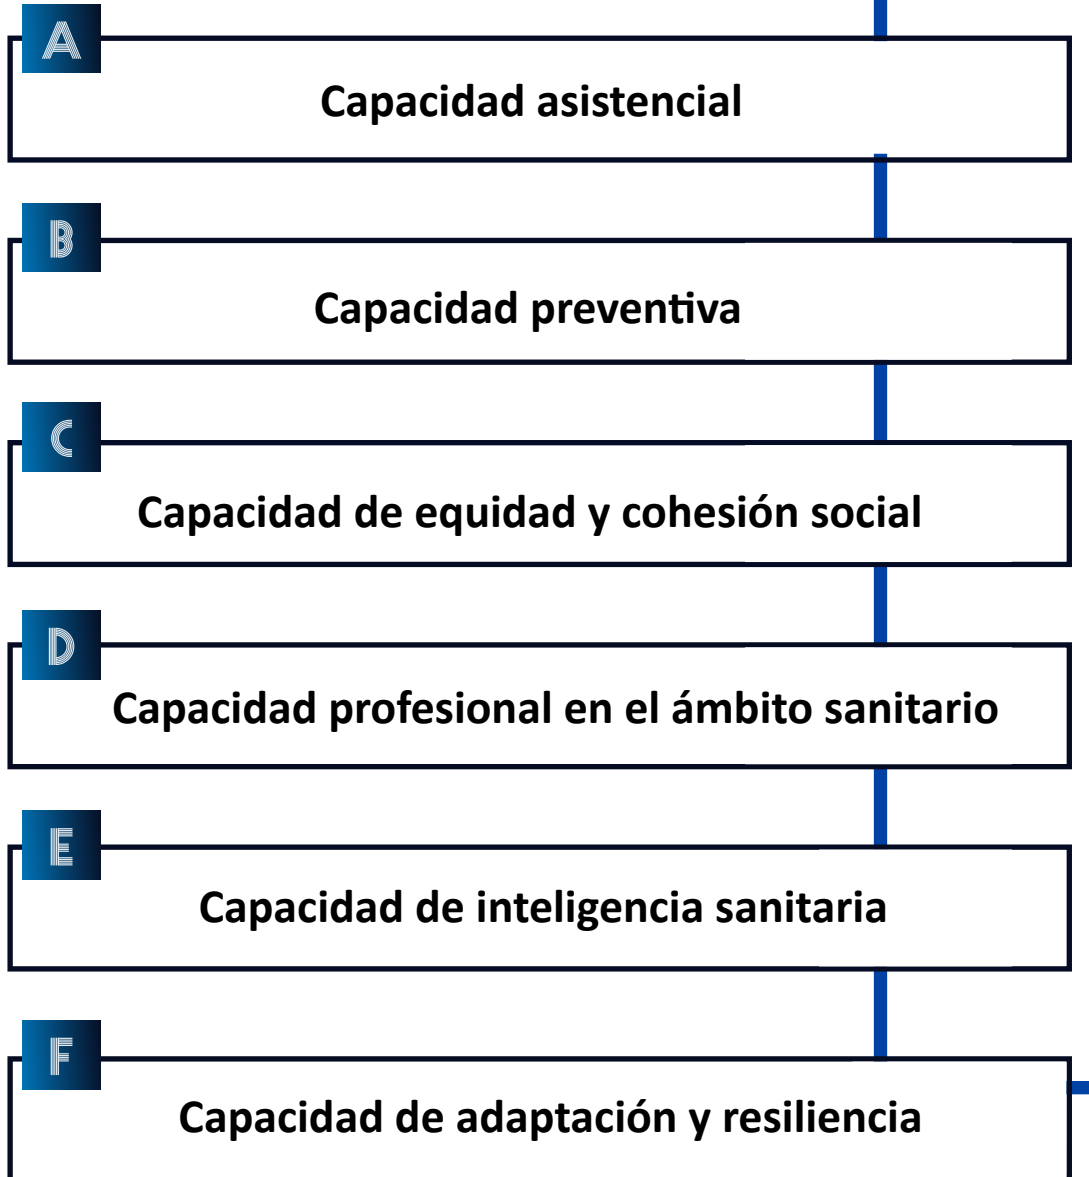 A
Capacidad asistencial
B
Capacidad preventiva
C
Capacidad de equidad y cohesión social
D
Capacidad profesional en el ámbito sanitario
E
Capacidad de inteligencia sanitaria
F
Capacidad de adaptación y resiliencia